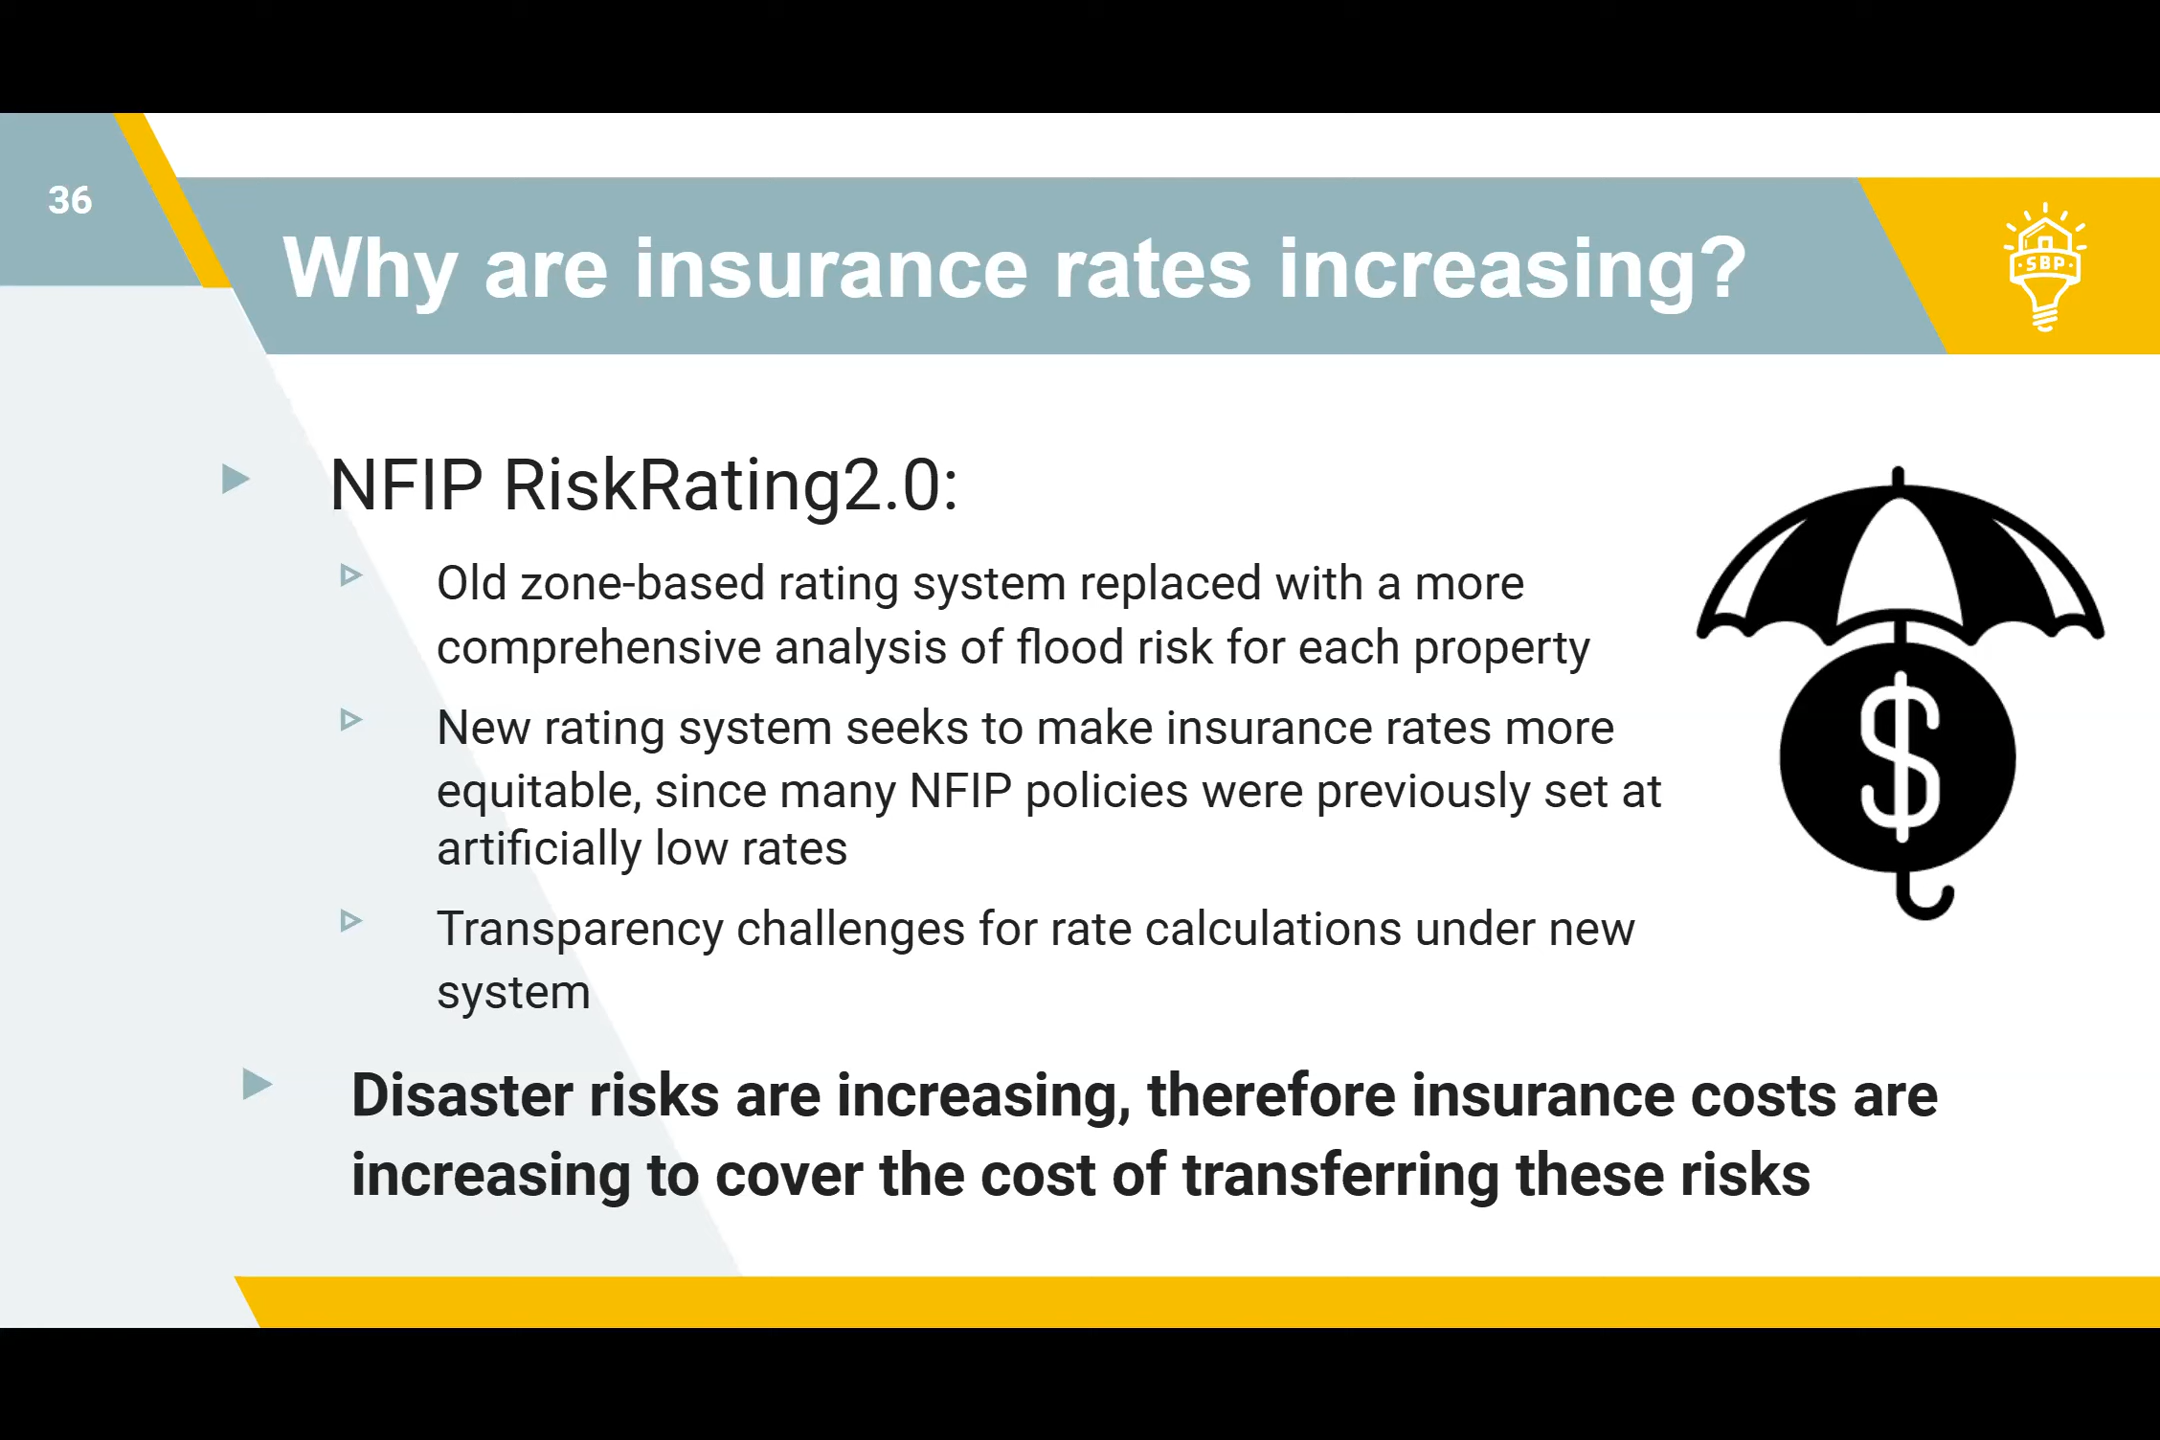 36
Why are insurance rates increasing?
SBP
NFIP RiskRating2.0:
Old zone-based rating system replaced with a more
comprehensive analysis of flood risk for each property
New rating system seeks to make insurance rates more
equitable, since many NFIP policies were previously set at
artificially low rates
Transparency challenges for rate calculations under new
system
$
Disaster risks are increasing, therefore insurance costs are
increasing to cover the cost of transferring these risks